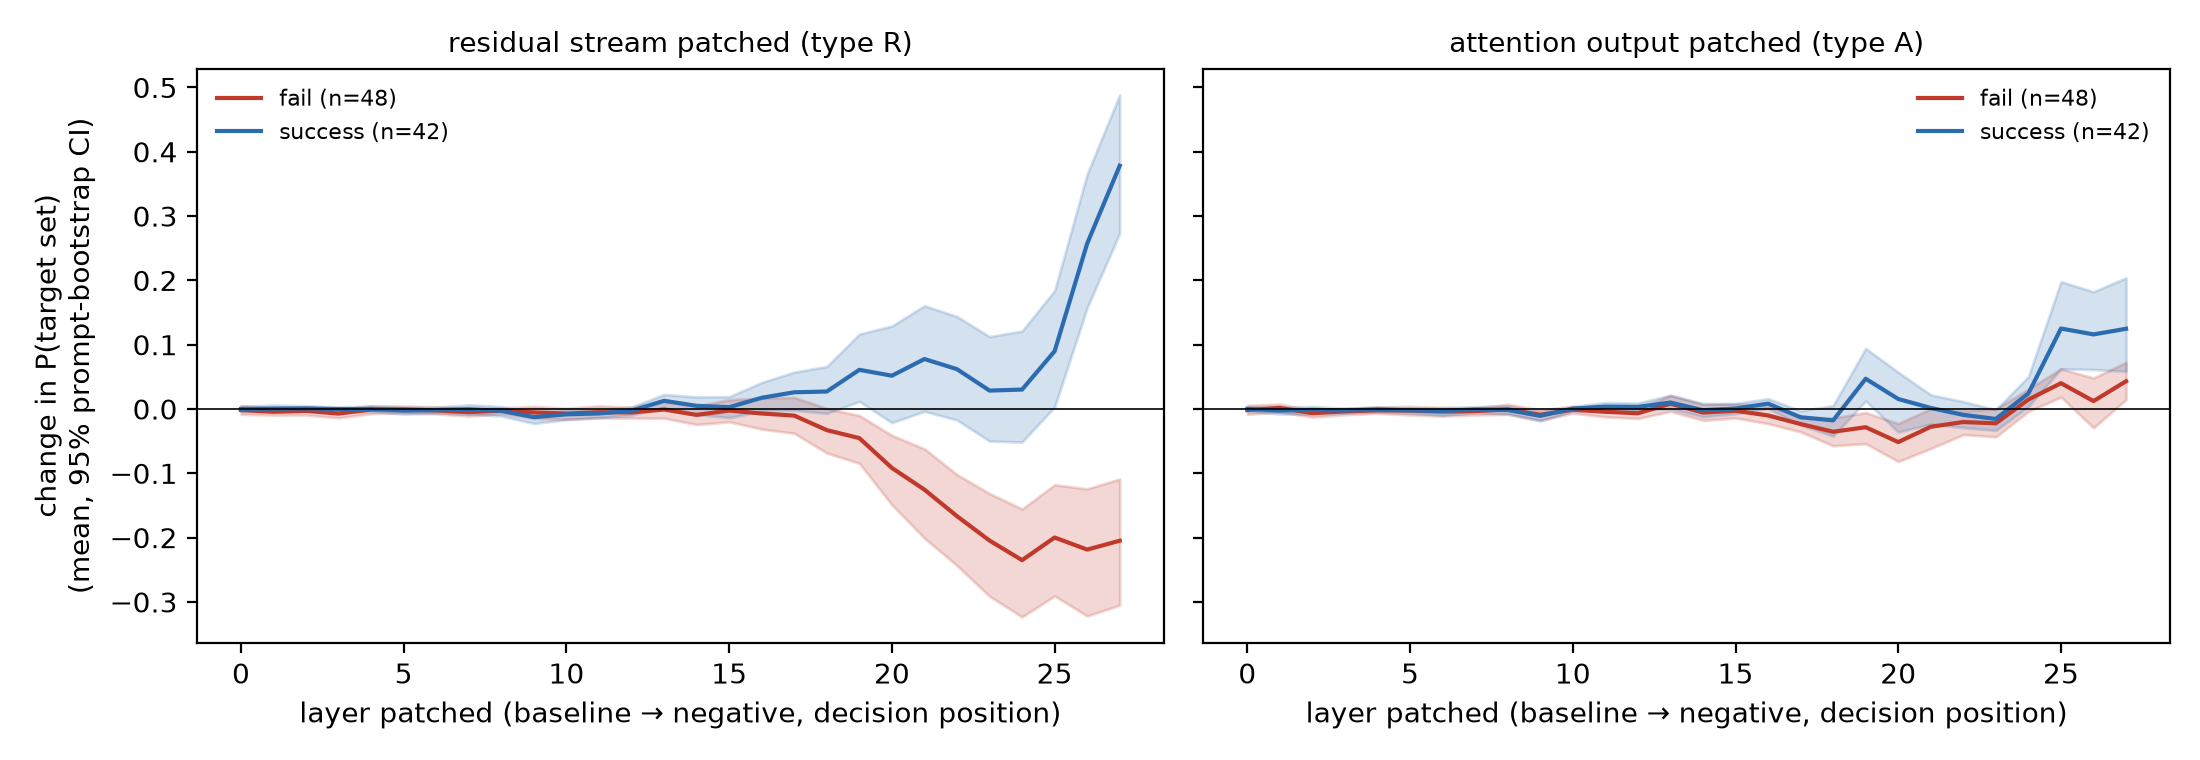 residual stream patched (type R)
attention output patched (type A)
fail (n=48)
success (n=42)
fail (n=48)
success (n=42)
change in P(target set)
(mean, 95% prompt-bootstrap CI)
0.5
0.4
0.3
0.2
0.1
0.0
−0.1
−0.2
−0.3
0 5 10 15 20 25
0 5 10 15 20 25
layer patched (baseline → negative, decision position)
layer patched (baseline → negative, decision position)